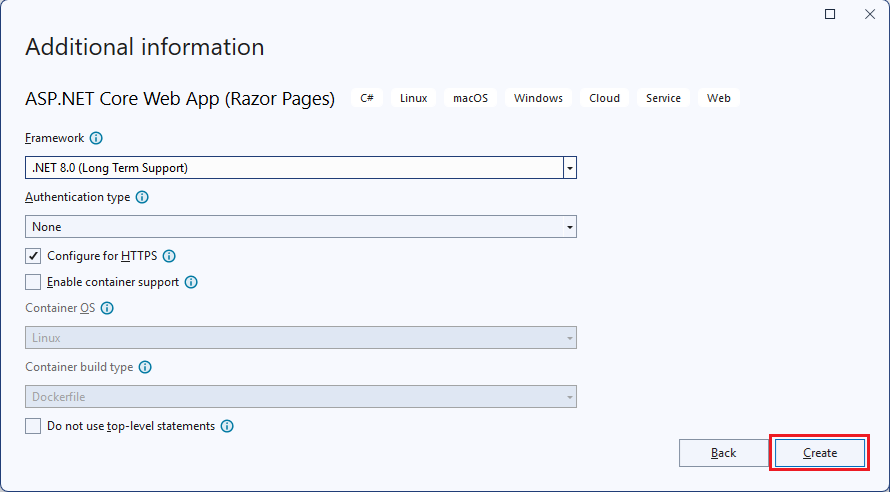 Additional information
ASP.NET Core Web App (Razor Pages) C# Linux macOS Windows Cloud Service Web
Framework
.NET 8.0 (Long Term Support)
Authentication type
None
Configure for HTTPS
Enable container support
Container OS
Linux
Container build type
Dockerfile
Do not use top-level statements
Back Create